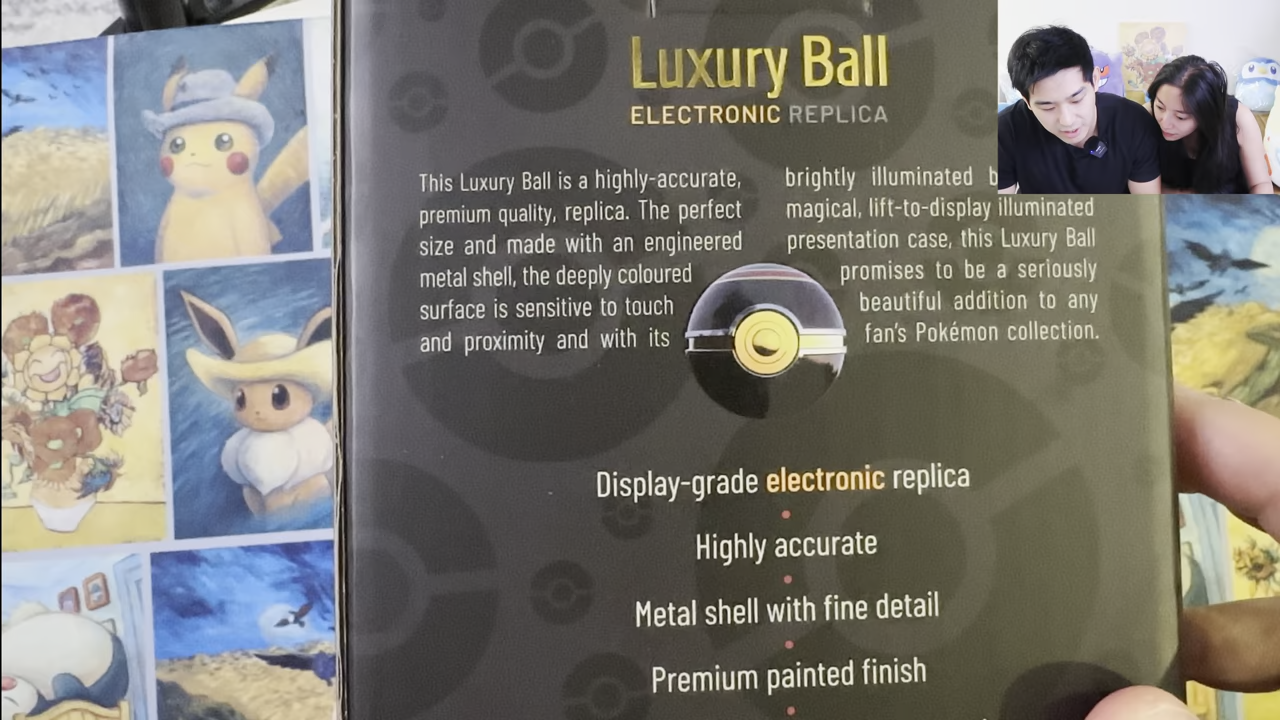 Luxury Ball
ELECTRONIC REPLICA
This Luxury Ball is a highly-accurate,
premium quality, replica. The perfect
size and made with an engineered
metal shell, the deeply coloured
surface is sensitive to touch
and proximity and with its
brightly illuminated
magical, lift-to-display illuminated
presentation case, this Luxury Ball
promises to be a seriously
beautiful addition to any
fan's Pokémon collection.
Display-grade electronic replica
Highly accurate
Metal shell with fine detail
Premium painted finish